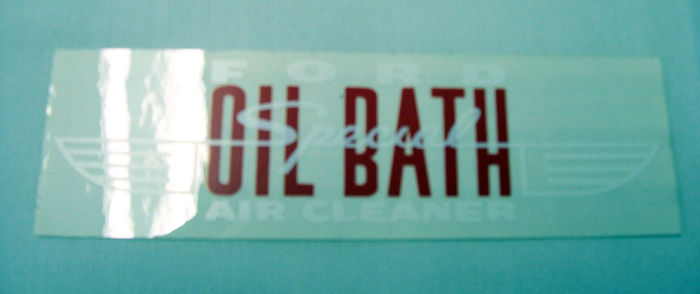 FORD
OIL BATH
Special
AIR CLEANER